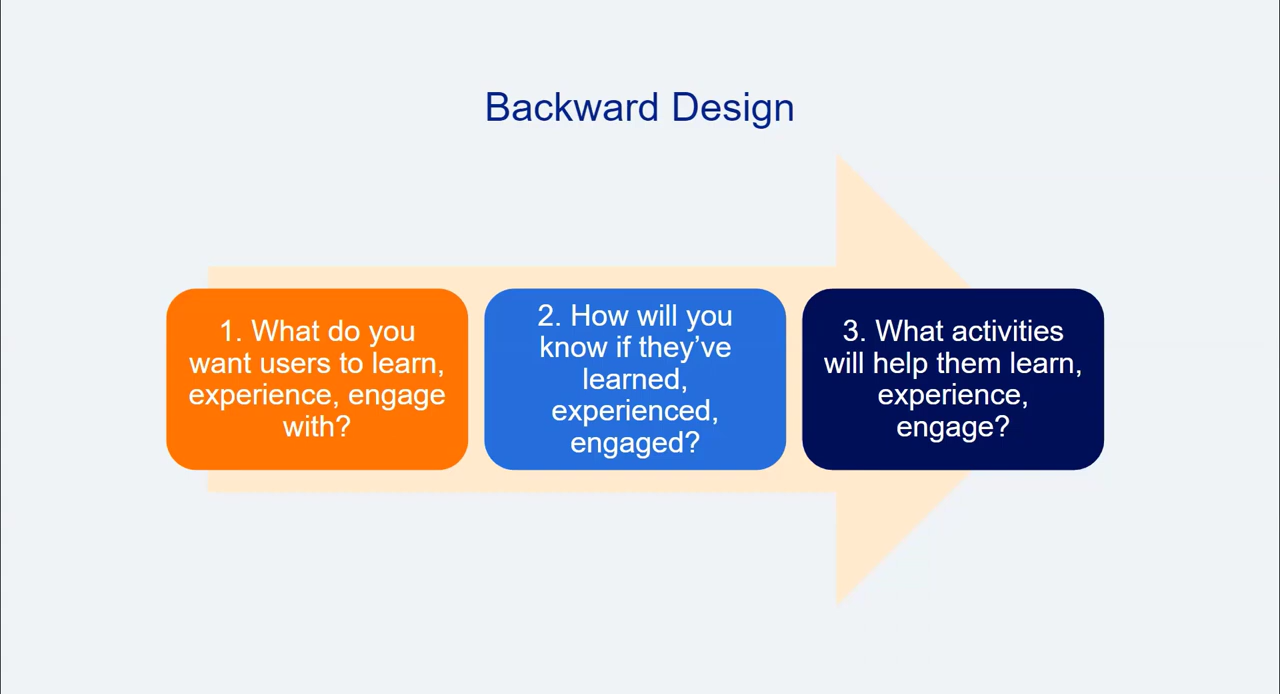 Backward Design
1. What do you
want users to learn,
experience, engage
with?
2. How will you
know if they’ve
learned,
experienced,
engaged?
3. What activities
will help them learn,
experience,
engage?